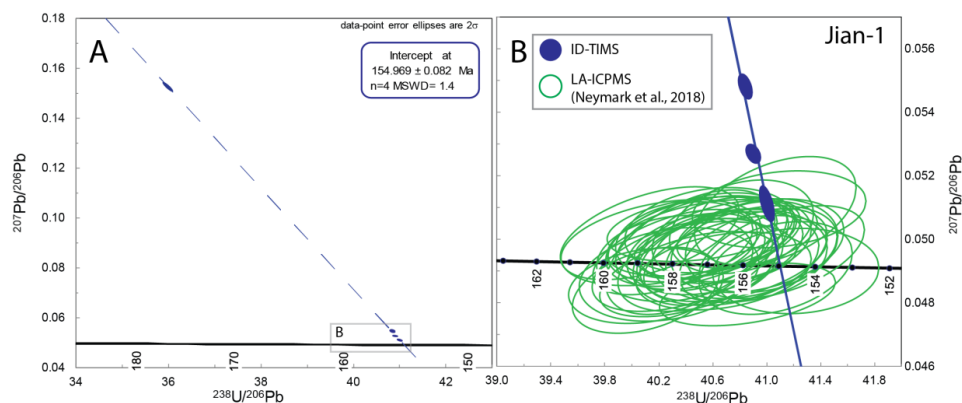 A
data-point error ellipses are 2σ
Intercept at
154.969 ± 0.082 Ma
n=4 MSWD= 1.4
0.18
0.16
0.14
0.12
0.10
0.08
0.06
0.04
207Pb/206Pb
B
180
170
160
150
34
36
38
40
42
238U/206Pb
B
ID-TIMS
LA-ICPMS
(Neymark et al., 2018)
Jian-1
0.056
0.054
0.052
0.050
0.048
0.046
207Pb/206Pb
162
160
158
156
154
152
39.0
39.4
39.8
40.2
40.6
41.0
41.4
41.8
238U/206Pb